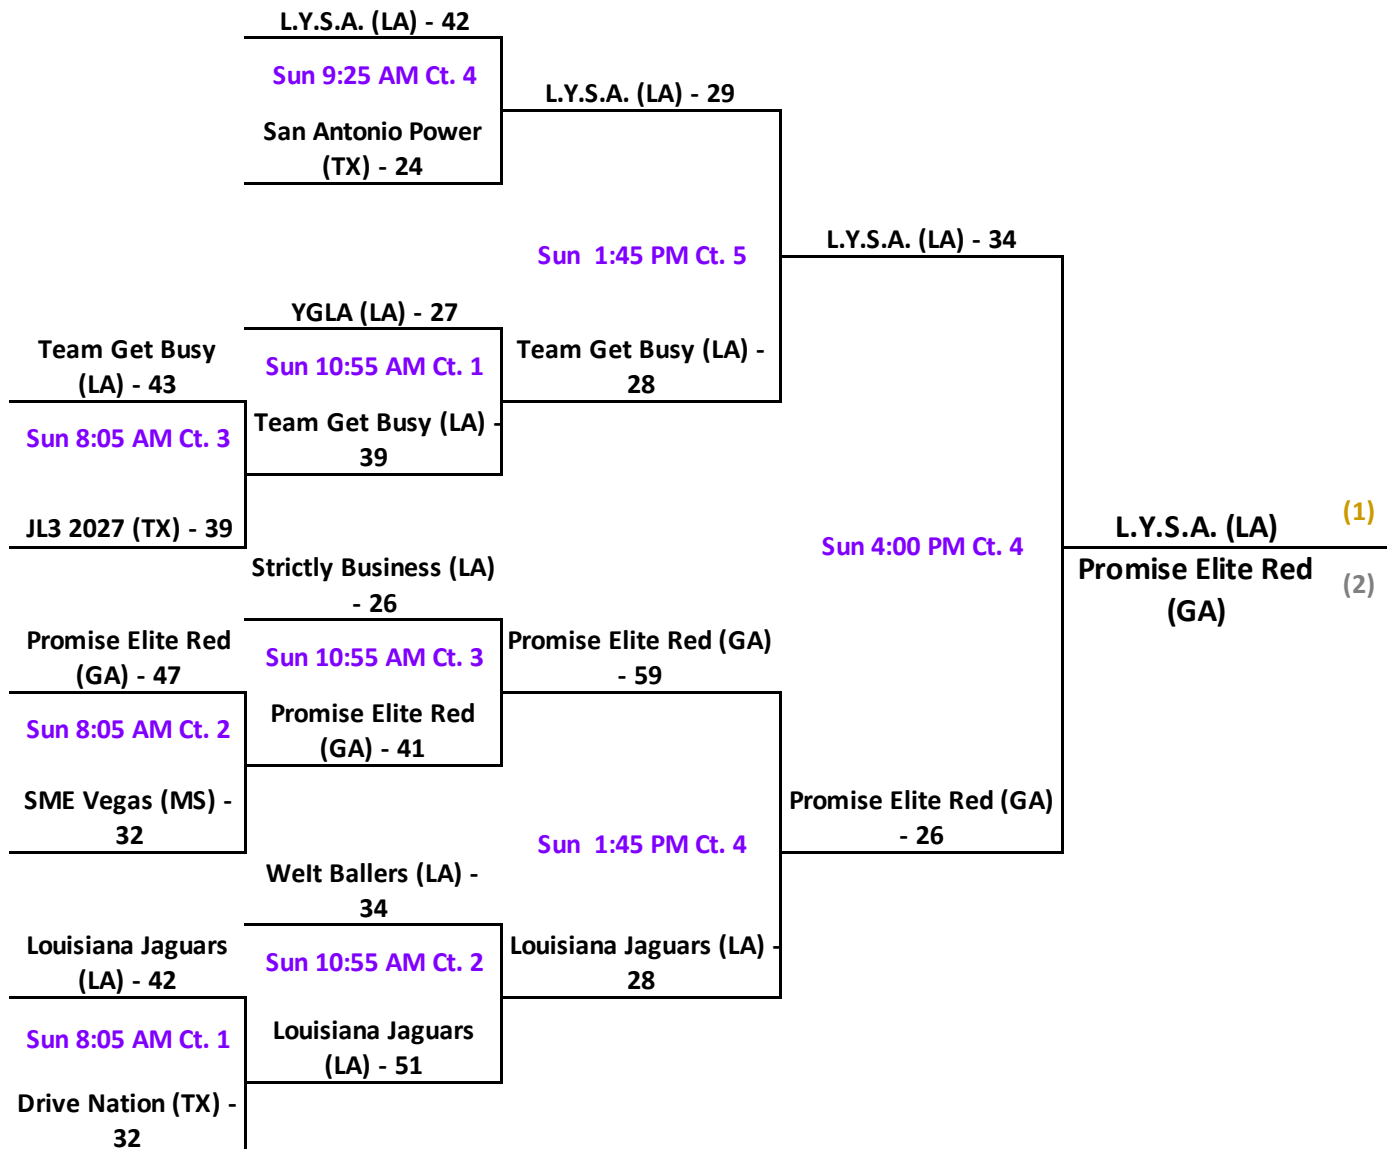 L.Y.S.A. (LA) - 42
Sun 9:25 AM Ct. 4
San Antonio Power
(TX) - 24
L.Y.S.A. (LA) - 29
Sun  1:45 PM Ct. 5
L.Y.S.A. (LA) - 34
YGLA (LA) - 27
Team Get Busy
(LA) - 43
Sun 10:55 AM Ct. 1
Team Get Busy (LA) -
28
Sun 8:05 AM Ct. 3
Team Get Busy (LA) -
39
JL3 2027 (TX) - 39
Sun 4:00 PM Ct. 4
L.Y.S.A. (LA)
(1)
Promise Elite Red
(GA)
(2)
Strictly Business (LA)
- 26
Promise Elite Red
(GA) - 47
Sun 10:55 AM Ct. 3
Promise Elite Red (GA)
- 59
Sun 8:05 AM Ct. 2
Promise Elite Red
(GA) - 41
SME Vegas (MS) -
32
Sun  1:45 PM Ct. 4
Promise Elite Red (GA)
- 26
Welt Ballers (LA) -
34
Louisiana Jaguars
(LA) - 42
Sun 10:55 AM Ct. 2
Louisiana Jaguars (LA) -
28
Sun 8:05 AM Ct. 1
Louisiana Jaguars
(LA) - 51
Drive Nation (TX) -
32